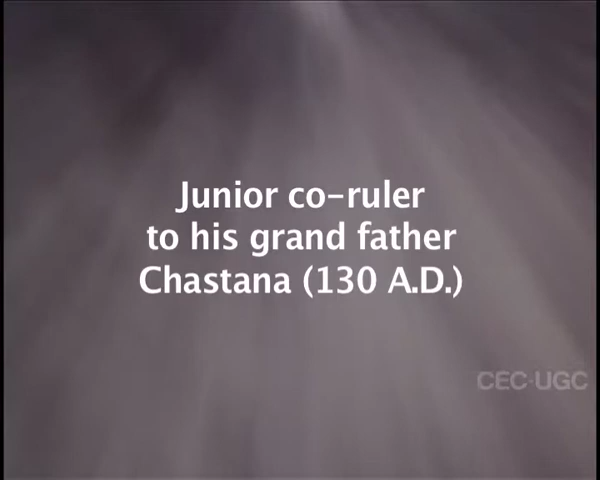 Junior co-ruler
to his grand father
Chastana (130 A.D.)
CEC-UGC